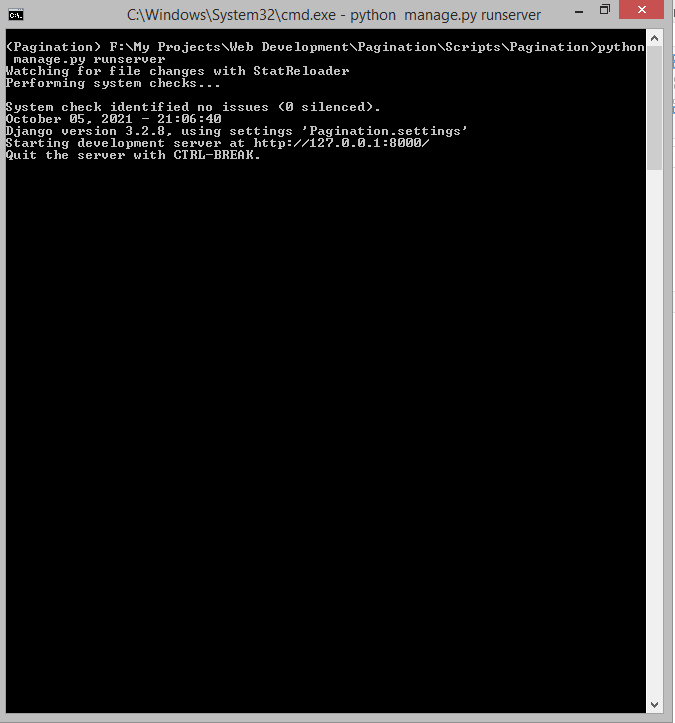 C:\Windows\System32\cmd.exe - python  manage.py runserver
(Pagination) F:\My Projects\Web Development\Pagination\Scripts\Pagination>python
 manage.py runserver
Watching for file changes with StatReloader
Performing system checks...
System check identified no issues (0 silenced).
October 05, 2021 - 21:06:40
Django version 3.2.8, using settings 'Pagination.settings'
Starting development server at http://127.0.0.1:8000/
Quit the server with CTRL-BREAK.